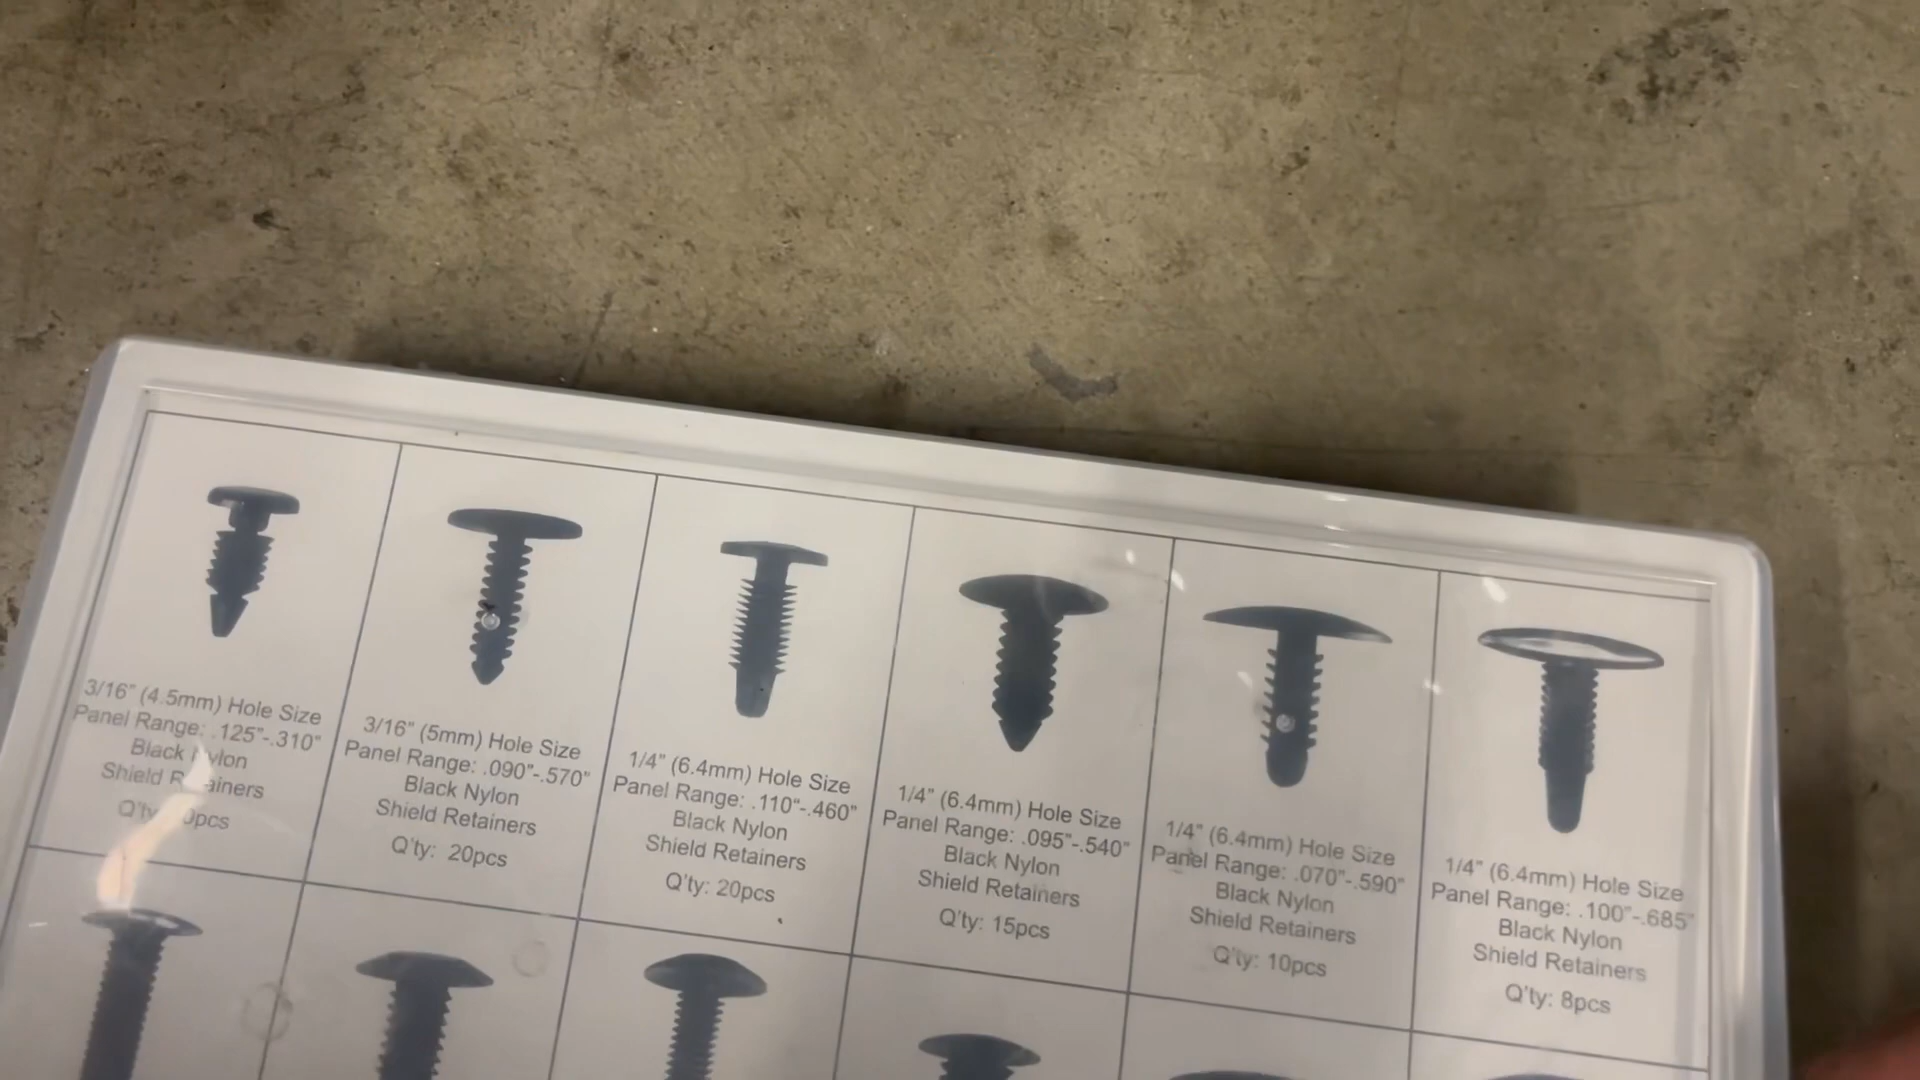 3/16" (4.5mm) Hole Size
Panel Range: .125"-.310"
Black Nylon
Shield Retainers
Q'ty
3/16" (5mm) Hole Size
Panel Range: .090"-.570"
Black Nylon
Shield Retainers
Q'ty: 20pcs
1/4" (6.4mm) Hole Size
Panel Range: .110"-.460"
Black Nylon
Shield Retainers
Q'ty: 20pcs
1/4" (6.4mm) Hole Size
Panel Range: .095"-.540"
Black Nylon
Shield Retainers
Q'ty: 15pcs
1/4" (6.4mm) Hole Size
Panel Range: .070"-.590"
Black Nylon
Shield Retainers
Q'ty: 10pcs
1/4" (6.4mm) Hole Size
Panel Range: .100"-.685"
Black Nylon
Shield Retainers
Q'ty: 8pcs